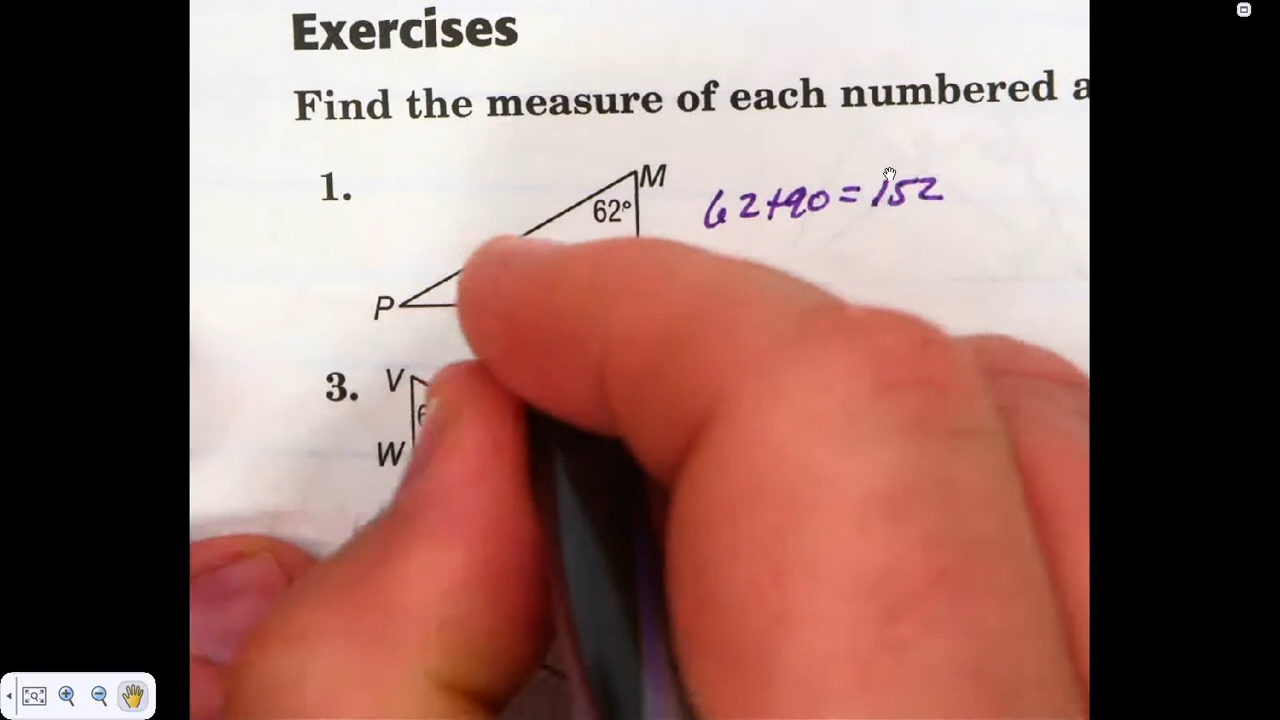 Exercises
Find the measure of each numbered
1.
M
62°
62+90=152
P
3.
V
W